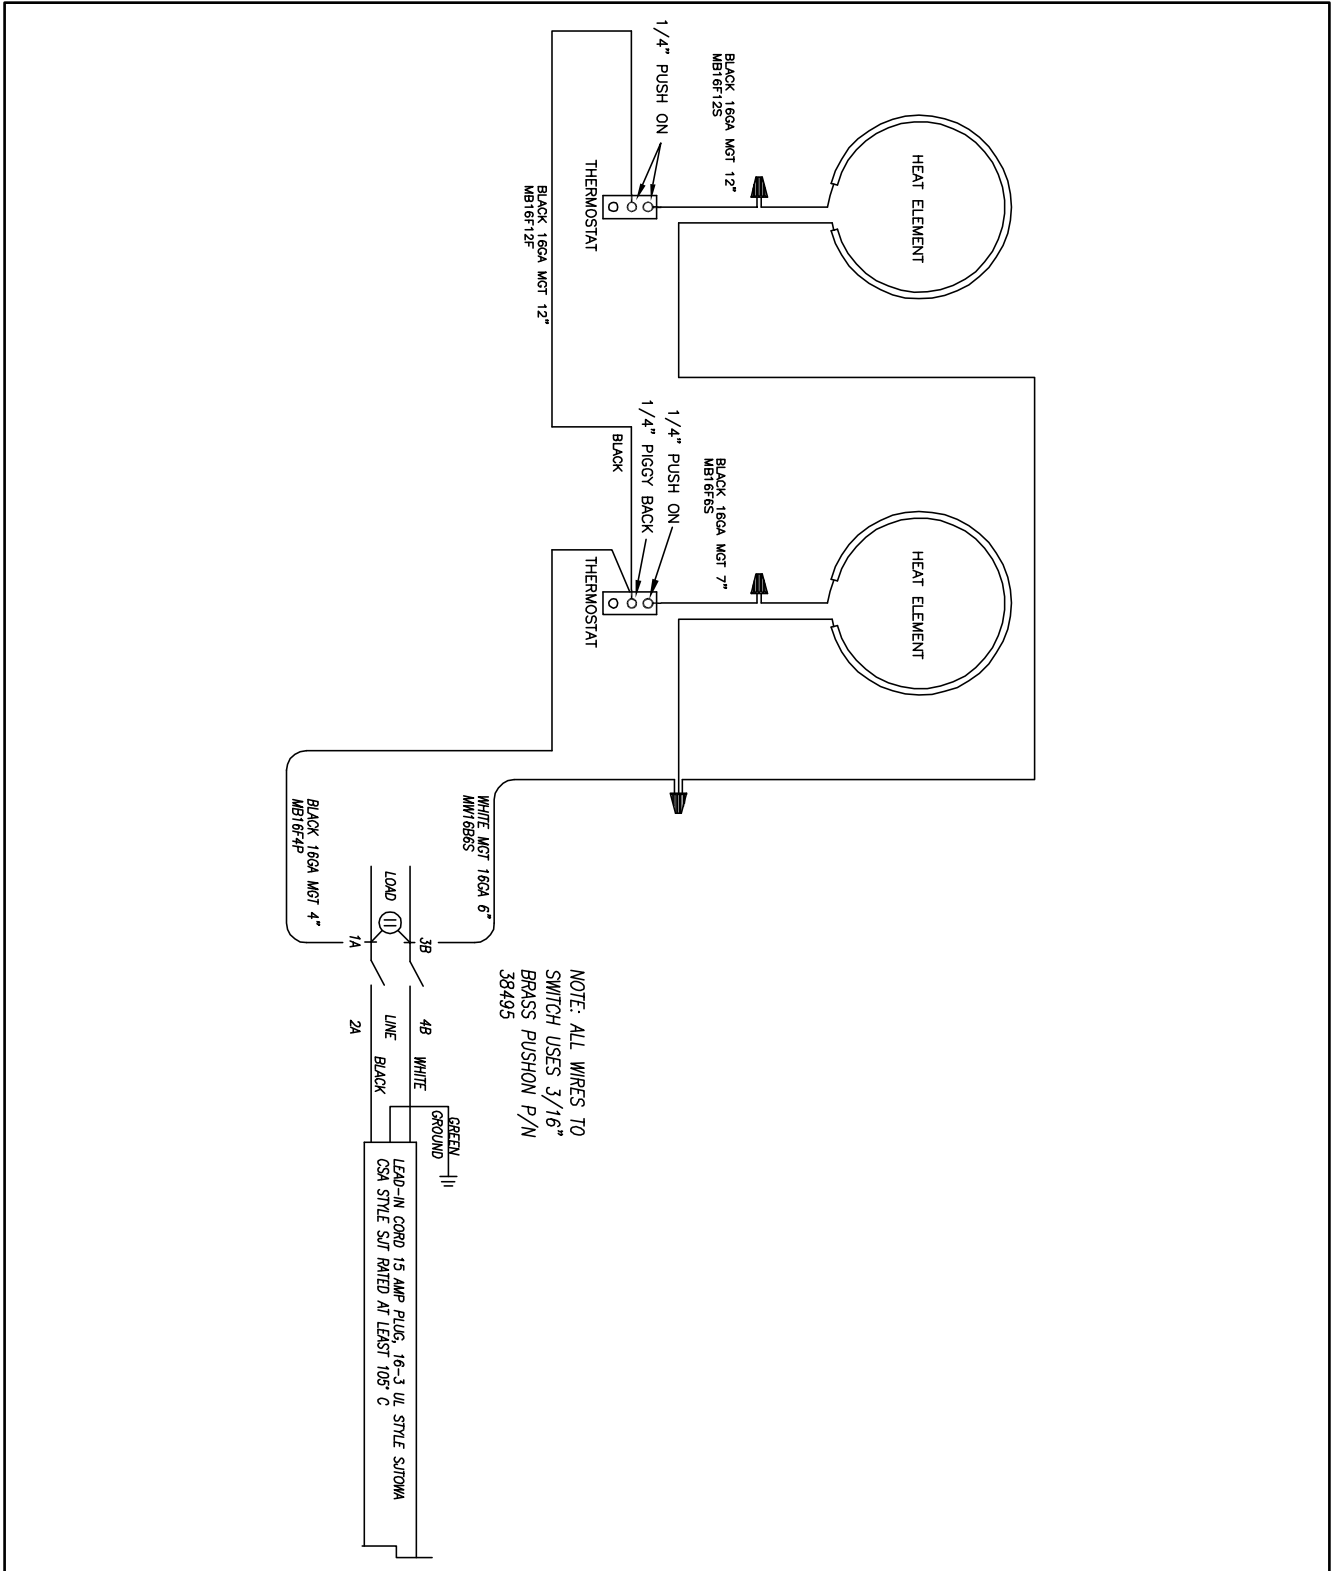 HEAT ELEMENT
BLACK 16GA MGT 12"
MB16F12S
1/4" PUSH ON
THERMOSTAT
BLACK 16GA MGT 12"
MB16F12F
HEAT ELEMENT
BLACK 16GA MGT 7"
MB16F6S
1/4" PUSH ON
1/4" PIGGY BACK
BLACK
THERMOSTAT
WHITE MGT 16GA 6"
MW16B6S
BLACK 16GA MGT 4"
MB16F4P
LOAD
3B
1A
NOTE: ALL WIRES TO
SWITCH USES 3/16"
BRASS PUSHON P/N
38495
4B
LINE
2A
WHITE
BLACK
GREEN
GROUND
LEAD-IN CORD 15 AMP PLUG, 16-3 UL STYLE SJTOWA
CSA STYLE SJT RATED AT LEAST 105° C